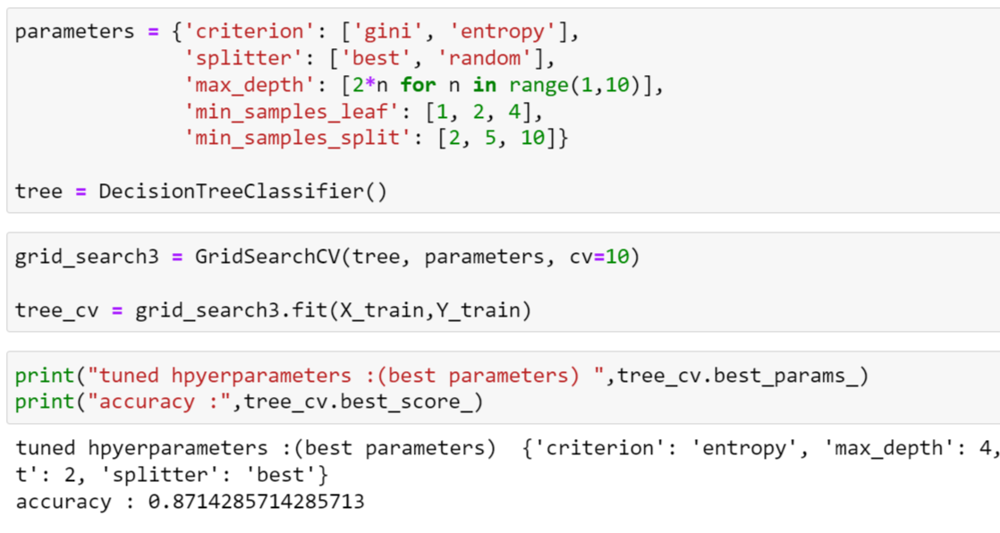 parameters = {'criterion': ['gini', 'entropy'],
'splitter': ['best', 'random'],
'max_depth': [2*n for n in range(1,10)],
'min_samples_leaf': [1, 2, 4],
'min_samples_split': [2, 5, 10]}
tree = DecisionTreeClassifier()
grid_search3 = GridSearchCV(tree, parameters, cv=10)
tree_cv = grid_search3.fit(X_train,Y_train)
print("tuned hpyerparameters :(best parameters) ",tree_cv.best_params_)
print("accuracy :",tree_cv.best_score_)
tuned hpyerparameters :(best parameters)  {'criterion': 'entropy', 'max_depth': 4,
t': 2, 'splitter': 'best'}
accuracy : 0.8714285714285713